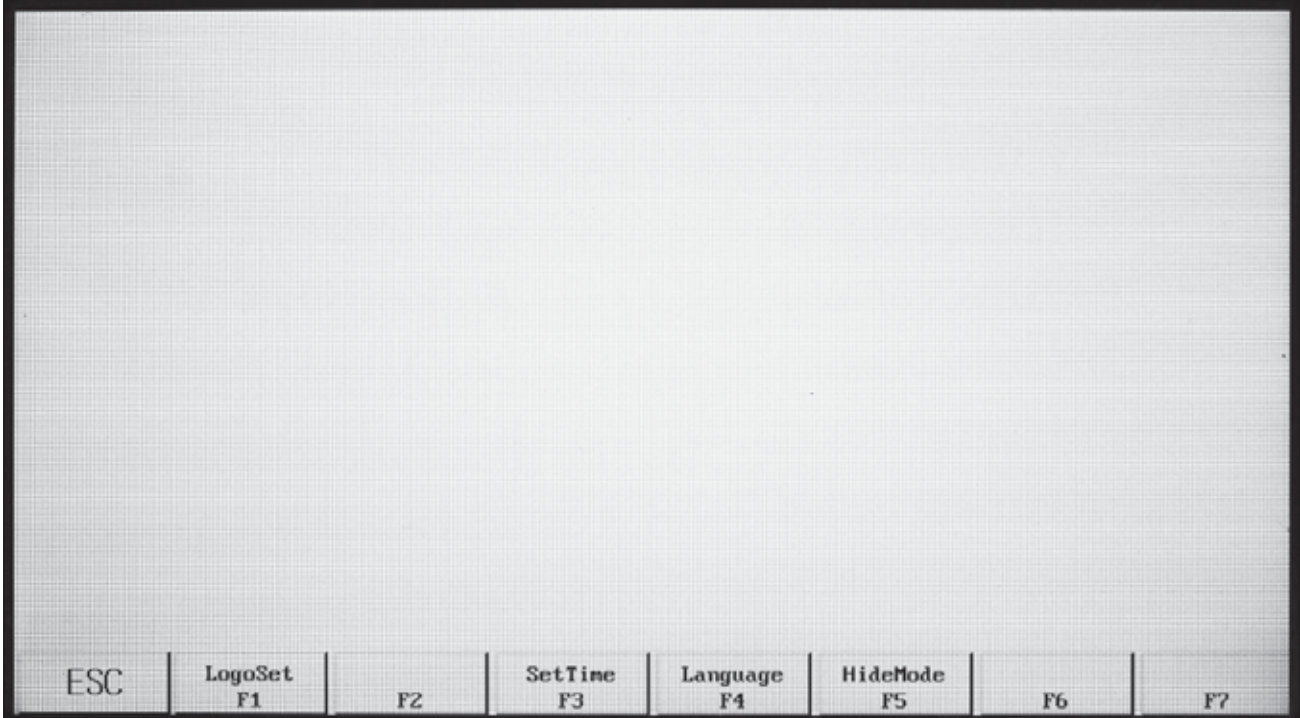 ESC
LogoSet
F1
F2
SetTime
F3
Language
F4
HideMode
F5
F6
F7